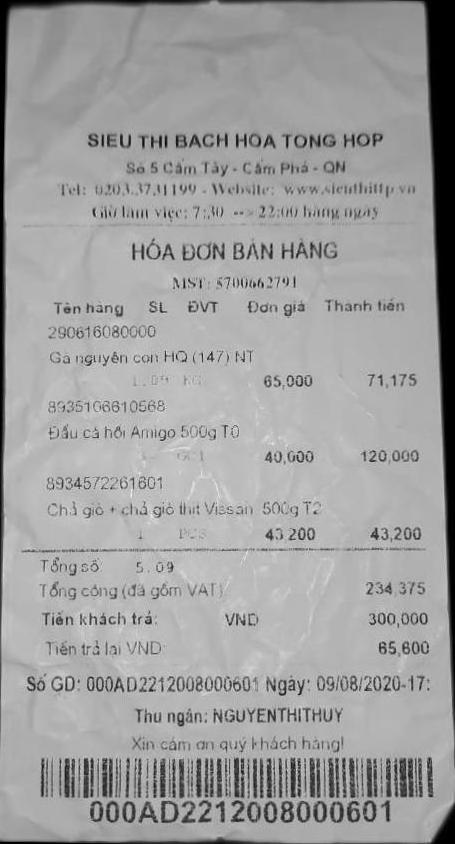 SIEU THI BACH HOA TONG HOP
Số 5 Cẩm Tây - Cẩm Phả - QN
Tel: 0203.3731199 - Website: www.sieuthittp.vn
Giờ làm việc: 7:30 --> 22:00 hàng ngày
HÓA ĐƠN BÁN HÀNG
MST: 5700662791
Tên hàng SL ĐVT Đơn giá Thành tiền
290616080000
Gà nguyên con HQ (147) NT
1.09 KG 65,000 71,175
8935106610568
Đầu cá hồi Amigo 500g T0
40,000 120,000
8934572261601
Chả giò + chả giò thịt Vissan 500g T2
1 PCS 43,200 43,200
Tổng số 5.09
Tổng cộng (đã gồm VAT) 234,375
Tiền khách trả: VND 300,000
Tiền trả lại VND: 65,600
Số GD: 000AD2212008000601 Ngày: 09/08/2020-17:
Thu ngân: NGUYENTHITHUY
Xin cảm ơn quý khách hàng!
000AD2212008000601